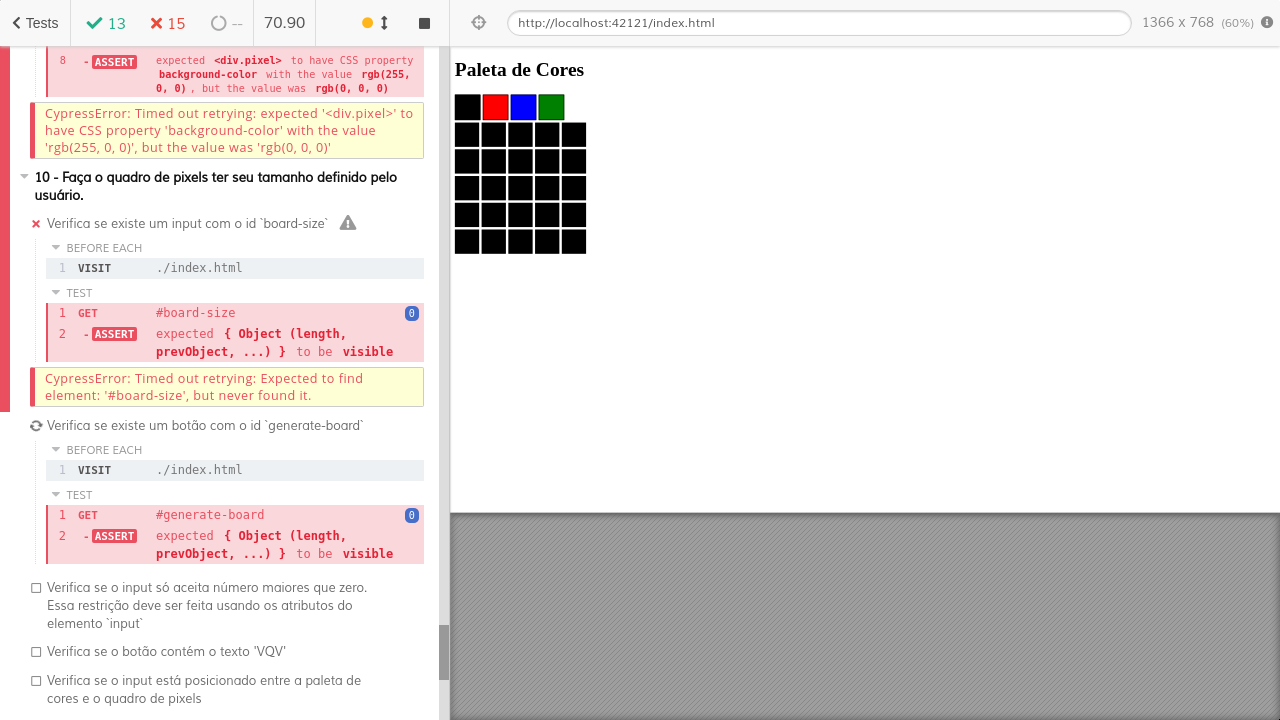 Tests 13 15 -- 70.90 http://localhost:42121/index.html 1366 x 768 (60%)
8 - ASSERT expected <div.pixel> to have CSS property
background-color with the value rgb(255,
0, 0) , but the value was rgb(0, 0, 0)
CypressError: Timed out retrying: expected '<div.pixel>' to
have CSS property 'background-color' with the value
'rgb(255, 0, 0)', but the value was 'rgb(0, 0, 0)'
10 - Faça o quadro de pixels ter seu tamanho definido pelo
usuário.
Verifica se existe um input com o id `board-size`
BEFORE EACH
1 VISIT ./index.html
TEST
1 GET #board-size 0
2 - ASSERT expected { Object (length,
prevObject, ...) } to be visible
CypressError: Timed out retrying: Expected to find
element: '#board-size', but never found it.
Verifica se existe um botão com o id `generate-board`
BEFORE EACH
1 VISIT ./index.html
TEST
1 GET #generate-board 0
2 - ASSERT expected { Object (length,
prevObject, ...) } to be visible
Verifica se o input só aceita número maiores que zero.
Essa restrição deve ser feita usando os atributos do
elemento `input`
Verifica se o botão contém o texto 'VQV'
Verifica se o input está posicionado entre a paleta de
cores e o quadro de pixels
Paleta de Cores